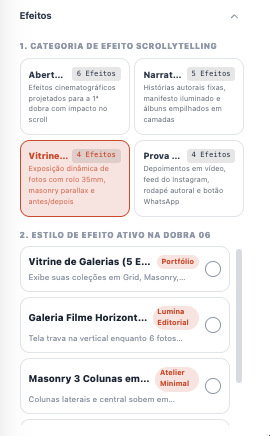 Efeitos
1. CATEGORIA DE EFEITO SCROLLYTELLING
Abert... 6 Efeitos
Efeitos cinematográficos
projetados para a 1ª
dobra com impacto no
scroll
Narrat... 5 Efeitos
Histórias autorais fixas,
manifesto iluminado e
álbuns empilhados em
camadas
Vitrine... 4 Efeitos
Exposição dinâmica de
fotos com rolo 35mm,
masonry parallax e
antes/depois
Prova ... 4 Efeitos
Depoimentos em vídeo,
feed do Instagram,
rodapé autoral e botão
WhatsApp
2. ESTILO DE EFEITO ATIVO NA DOBRA 06
Vitrine de Galerias (5 E... Portfólio
Exibe suas coleções em Grid, Masonry,...
Galeria Filme Horizont... Lumina
Editorial
Tela trava na vertical enquanto 6 fotos...
Masonry 3 Colunas em... Atelier
Minimal
Colunas laterais e central sobem em...